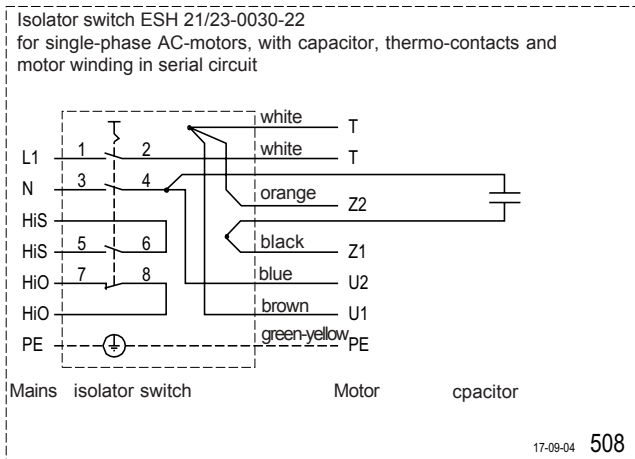 Isolator switch ESH 21/23-0030-22
for single-phase AC-motors, with capacitor, thermo-contacts and
motor winding in serial circuit
white T
L1 1 2 white T
N 3 4
orange Z2
HiS
HiS 5 6 black Z1
HiO 7 8 blue U2
HiO brown U1
PE green-yellow PE
Mains isolator switch Motor cpacitor
17-09-04 508